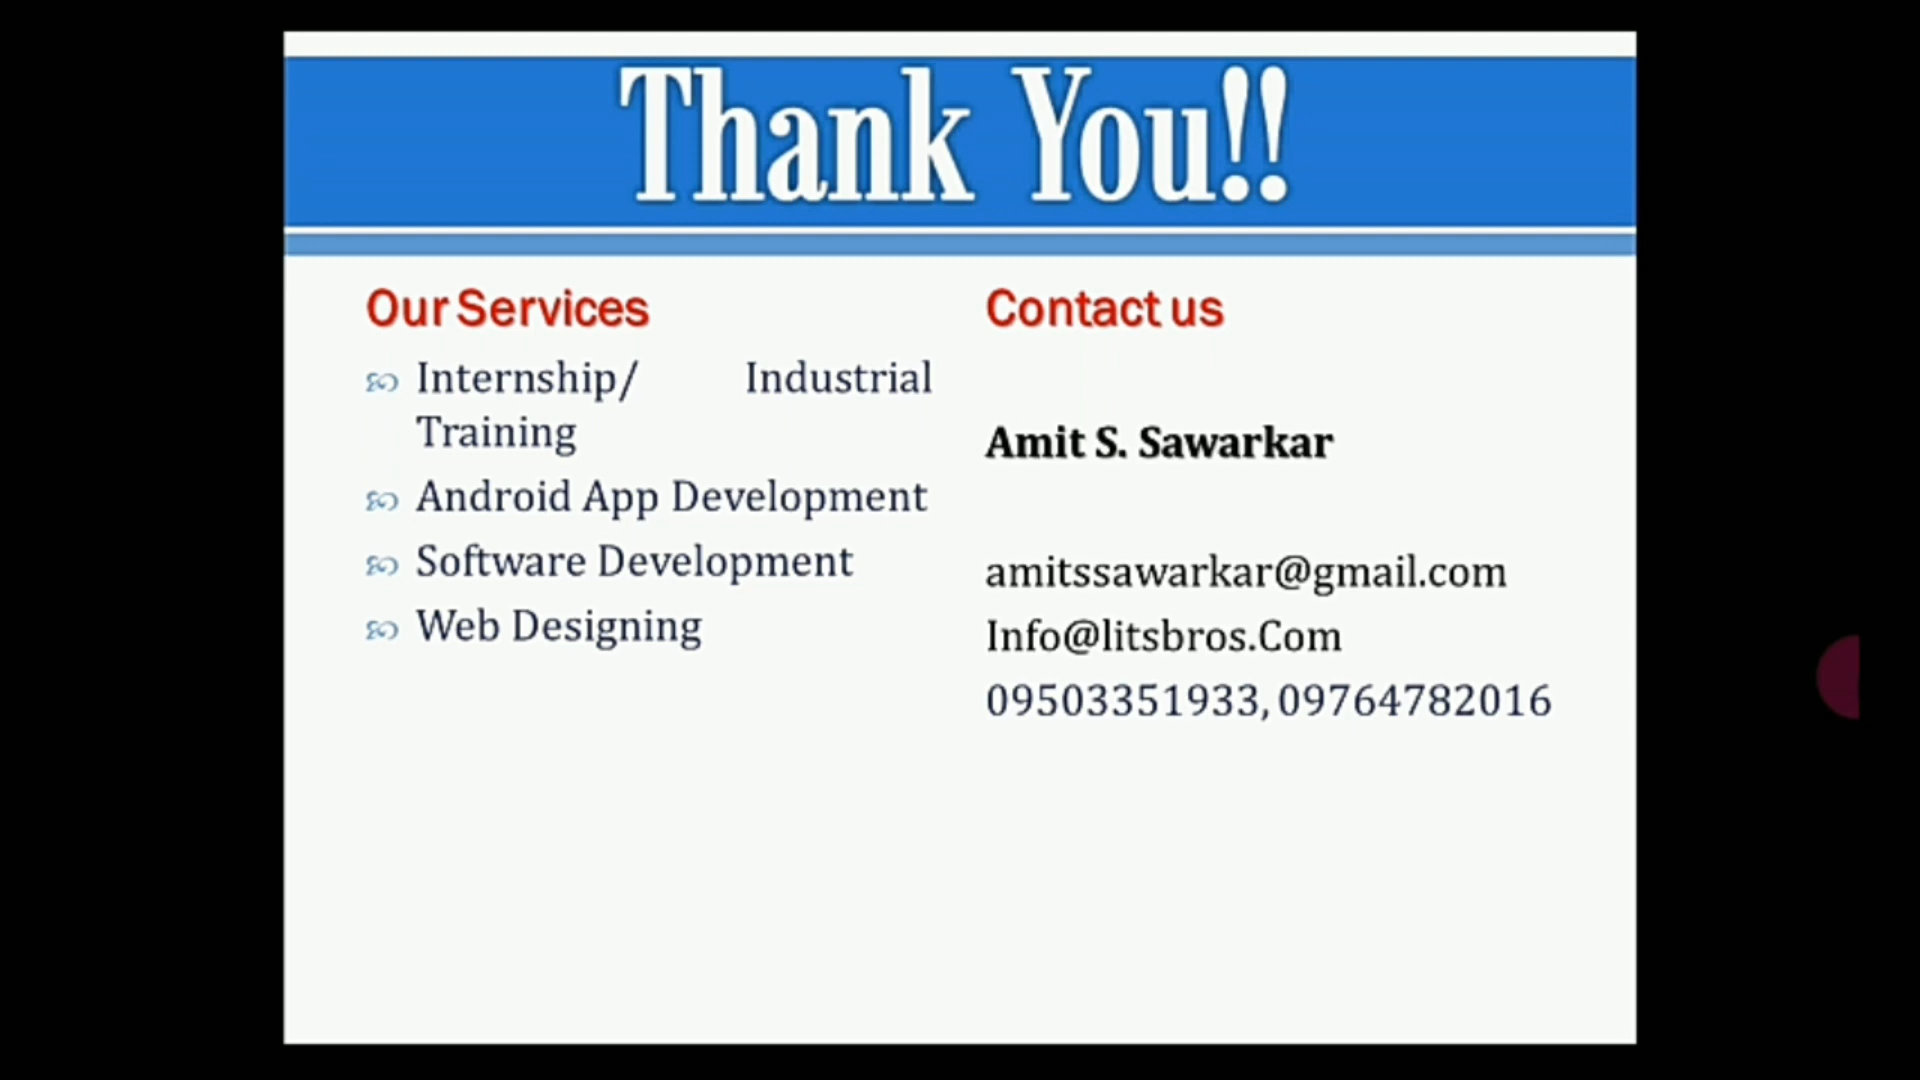 Thank You!!
Our Services
Internship/ Industrial
Training
Android App Development
Software Development
Web Designing
Contact us
Amit S. Sawarkar
amitssawarkar@gmail.com
Info@litsbros.Com
09503351933, 09764782016